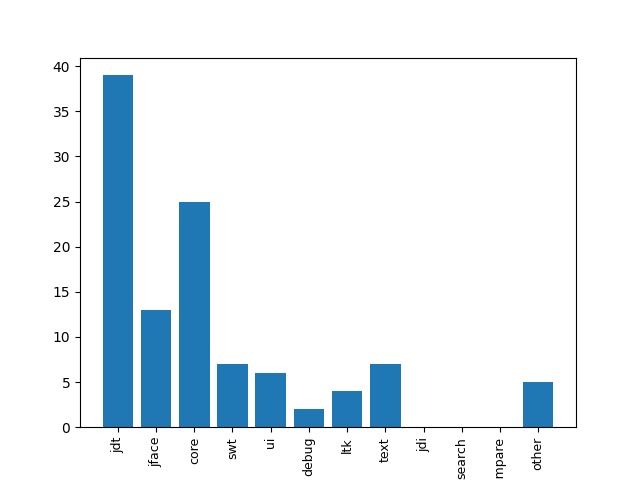 40
35
30
25
20
15
10
5
0
jdt
jface
core
swt
ui
debug
ltk
text
jdi
search
mpare
other